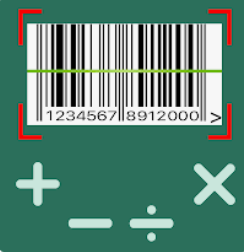 1234567 8912000 >
+ − ÷ ×